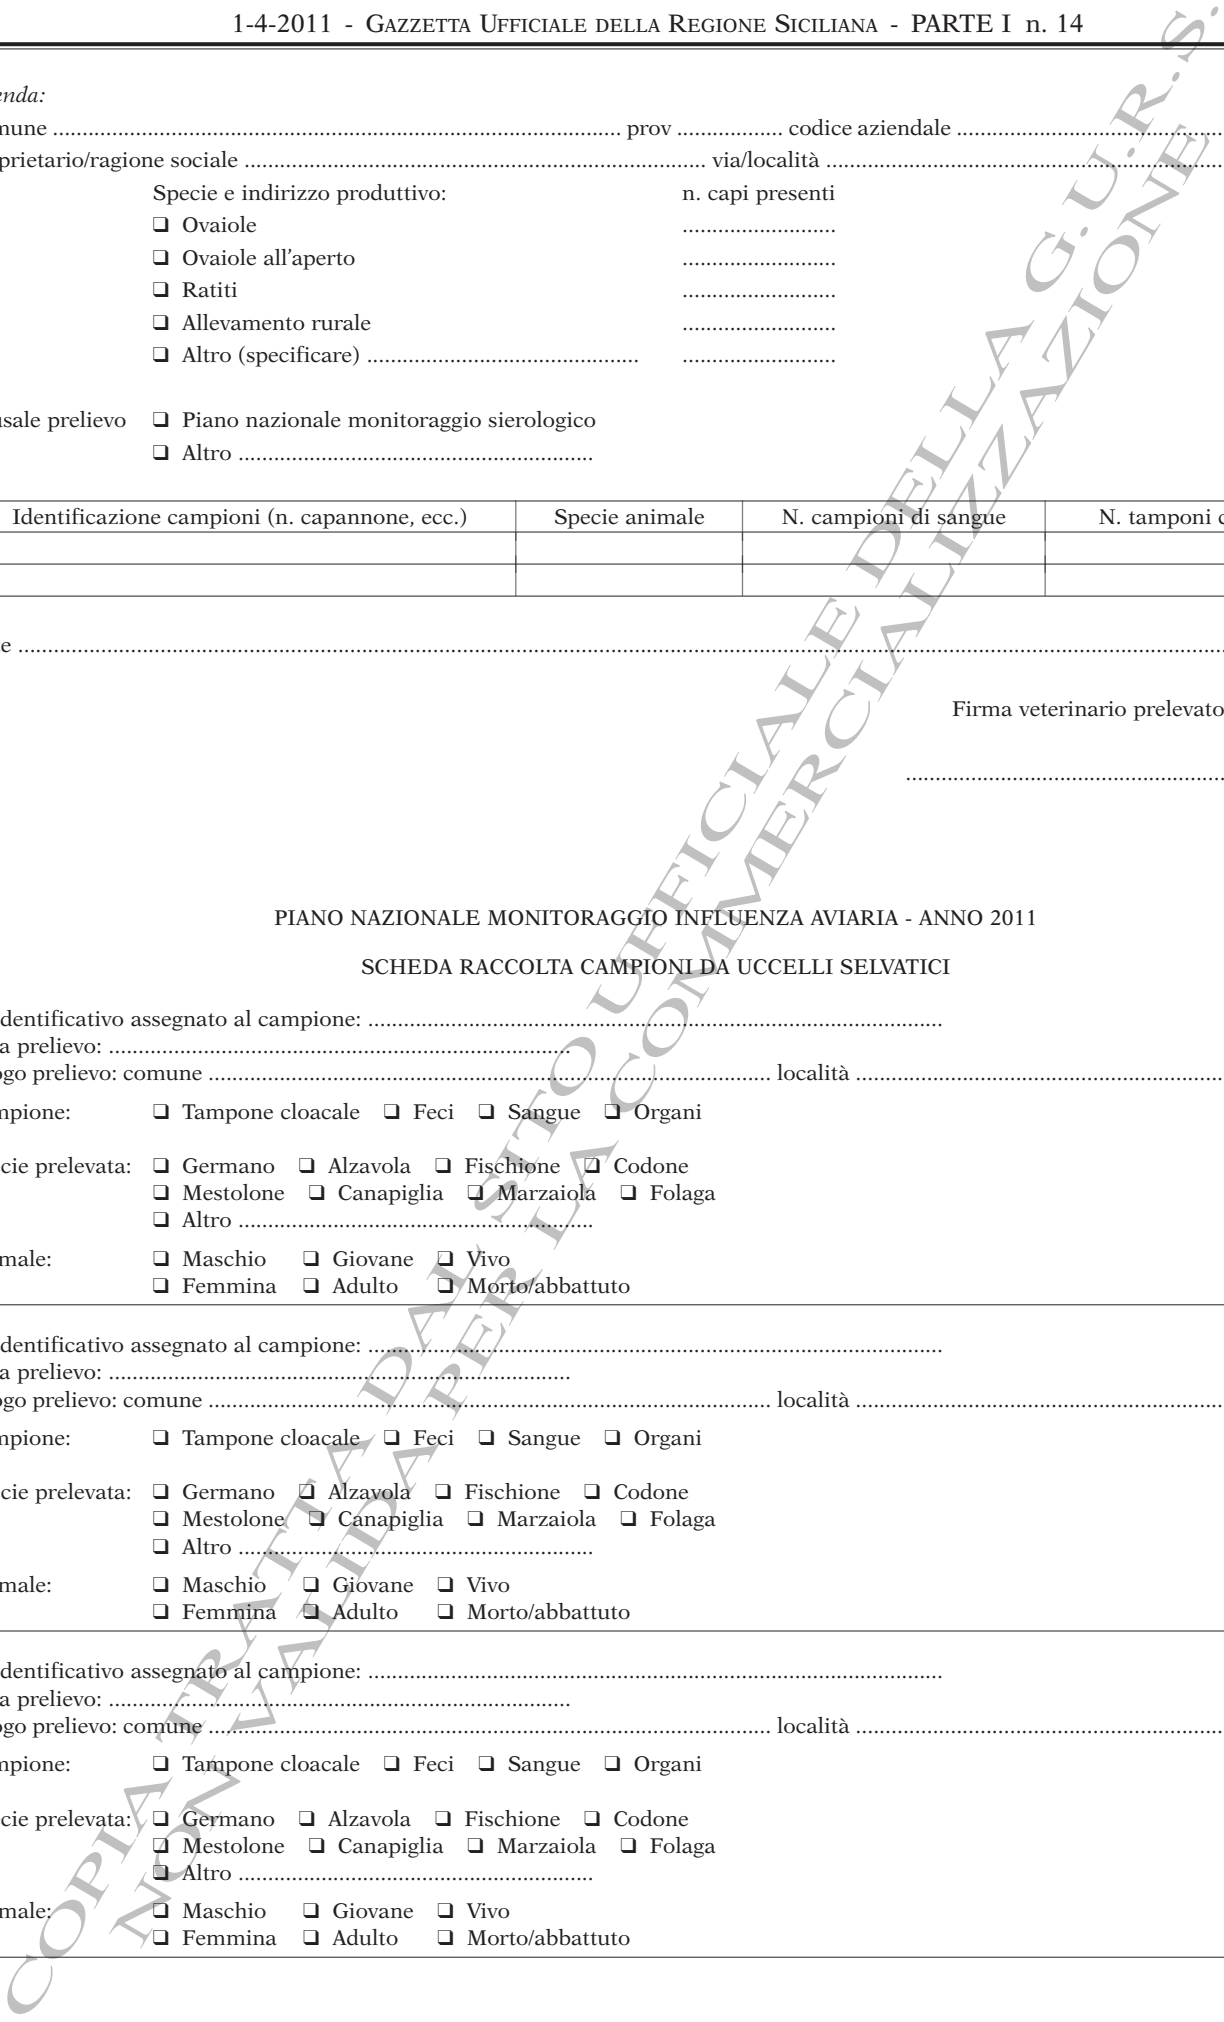 1-4-2011 - GAZZETTA UFFICIALE DELLA REGIONE SICILIANA - PARTE I n. 14
enda:
mune ................................................................................................ prov .................. codice aziendale .............................................
prietario/ragione sociale .............................................................................. via/località ...................................................................
Specie e indirizzo produttivo: n. capi presenti
❑ Ovaiole ..........................
❑ Ovaiole all'aperto ..........................
❑ Ratiti ..........................
❑ Allevamento rurale ..........................
❑ Altro (specificare) .............................................. ..........................
usale prelievo ❑ Piano nazionale monitoraggio sierologico
❑ Altro ............................................................
Identificazione campioni (n. capannone, ecc.) Specie animale N. campioni di sangue N. tamponi c
e ............................................................................................................................................................................................................
Firma veterinario prelevato
......................................................
PIANO NAZIONALE MONITORAGGIO INFLUENZA AVIARIA - ANNO 2011
SCHEDA RACCOLTA CAMPIONI DA UCCELLI SELVATICI
dentificativo assegnato al campione: .................................................................................................
a prelievo: ..............................................................................
ogo prelievo: comune ............................................................................................... località ..............................................................
mpione: ❑ Tampone cloacale ❑ Feci ❑ Sangue ❑ Organi
cie prelevata: ❑ Germano ❑ Alzavola ❑ Fischione ❑ Codone
❑ Mestolone ❑ Canapiglia ❑ Marzaiola ❑ Folaga
❑ Altro ............................................................
male: ❑ Maschio ❑ Giovane ❑ Vivo
❑ Femmina ❑ Adulto ❑ Morto/abbattuto
dentificativo assegnato al campione: .................................................................................................
a prelievo: ..............................................................................
ogo prelievo: comune ............................................................................................... località ..............................................................
mpione: ❑ Tampone cloacale ❑ Feci ❑ Sangue ❑ Organi
cie prelevata: ❑ Germano ❑ Alzavola ❑ Fischione ❑ Codone
❑ Mestolone ❑ Canapiglia ❑ Marzaiola ❑ Folaga
❑ Altro ............................................................
male: ❑ Maschio ❑ Giovane ❑ Vivo
❑ Femmina ❑ Adulto ❑ Morto/abbattuto
dentificativo assegnato al campione: .................................................................................................
a prelievo: ..............................................................................
ogo prelievo: comune ............................................................................................... località ..............................................................
mpione: ❑ Tampone cloacale ❑ Feci ❑ Sangue ❑ Organi
cie prelevata: ❑ Germano ❑ Alzavola ❑ Fischione ❑ Codone
❑ Mestolone ❑ Canapiglia ❑ Marzaiola ❑ Folaga
❑ Altro ............................................................
male: ❑ Maschio ❑ Giovane ❑ Vivo
❑ Femmina ❑ Adulto ❑ Morto/abbattuto
COPIA TRATTA DAL SITO UFFICIALE DELLA G.U.R.S.
NON VALIDA PER LA COMMERCIALIZZAZIONE